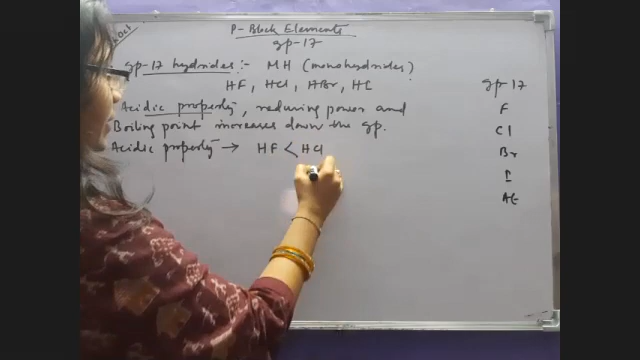 Oct
P-Block Elements
gp-17
gp-17 hydrides:- MH (monohydrides)
HF, HCl, HBr, HI
Acidic property, reducing power and
Boiling point increases down the gp.
Acidic property → HF < HCl
gp-17
F
Cl
Br
I
At